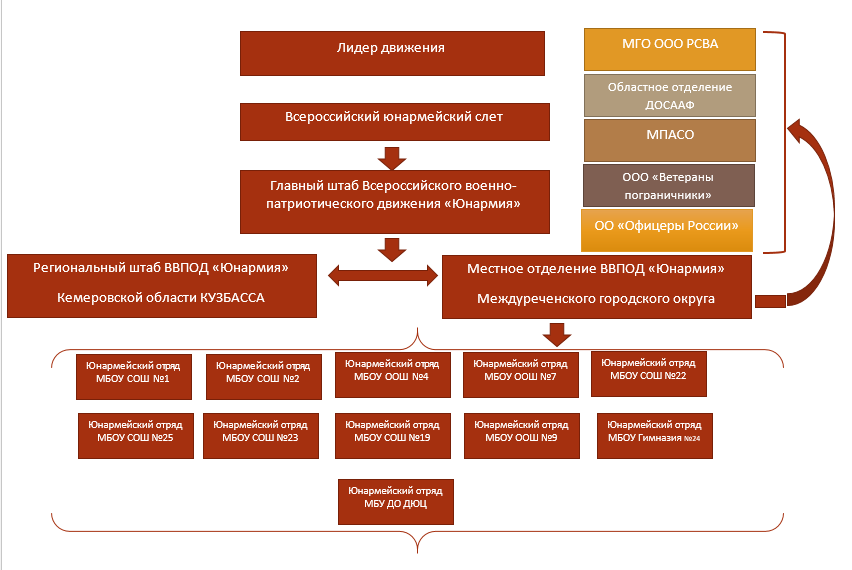 Лидер движения
Всероссийский юнармейский слет
Главный штаб Всероссийского военно-
патриотического движения «Юнармия»
МГО ООО РСВА
Областное отделение
ДОСААФ
МПАСО
ООО «Ветераны
пограничники»
ОО «Офицеры России»
Региональный штаб ВВПОД «Юнармия»
Кемеровской области КУЗБАССА
Местное отделение ВВПОД «Юнармия»
Междуреченского городского округа
Юнармейский отряд
МБОУ СОШ №1
Юнармейский отряд
МБОУ СОШ №2
Юнармейский отряд
МБОУ ООШ №4
Юнармейский отряд
МБОУ ООШ №7
Юнармейский отряд
МБОУ СОШ №22
Юнармейский отряд
МБОУ СОШ №25
Юнармейский отряд
МБОУ СОШ №23
Юнармейский отряд
МБОУ СОШ №19
Юнармейский отряд
МБОУ ООШ №9
Юнармейский отряд
МБОУ Гимназия №24
Юнармейский отряд
МБУ ДО ДЮЦ